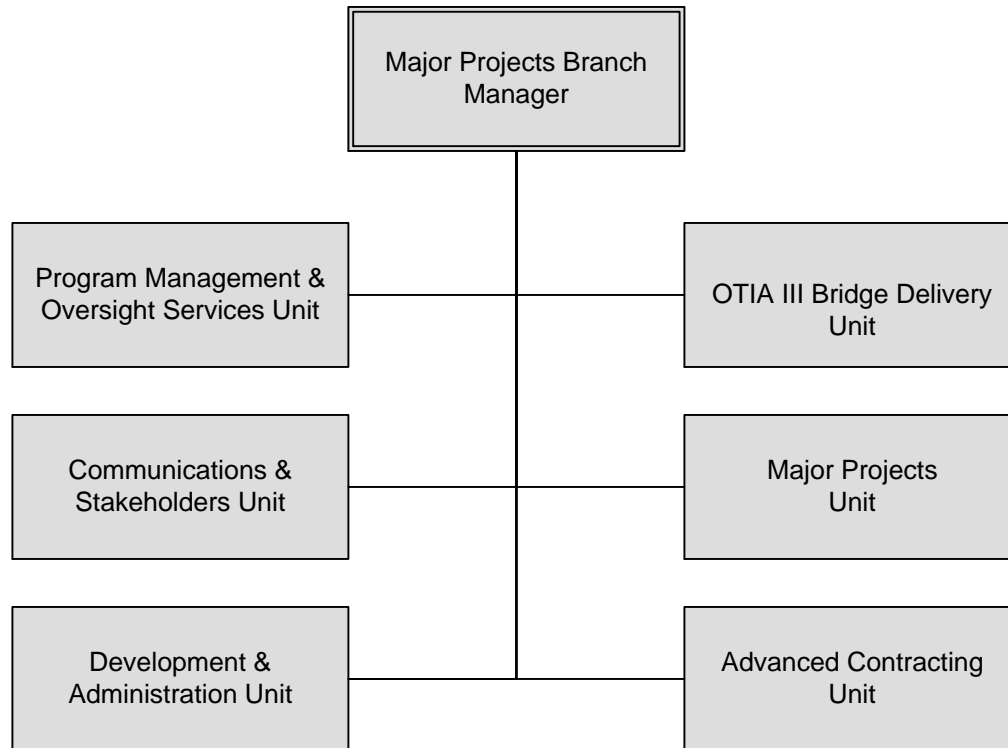 Major Projects Branch
Manager
Program Management &
Oversight Services Unit
OTIA III Bridge Delivery
Unit
Communications &
Stakeholders Unit
Major Projects
Unit
Development &
Administration Unit
Advanced Contracting
Unit